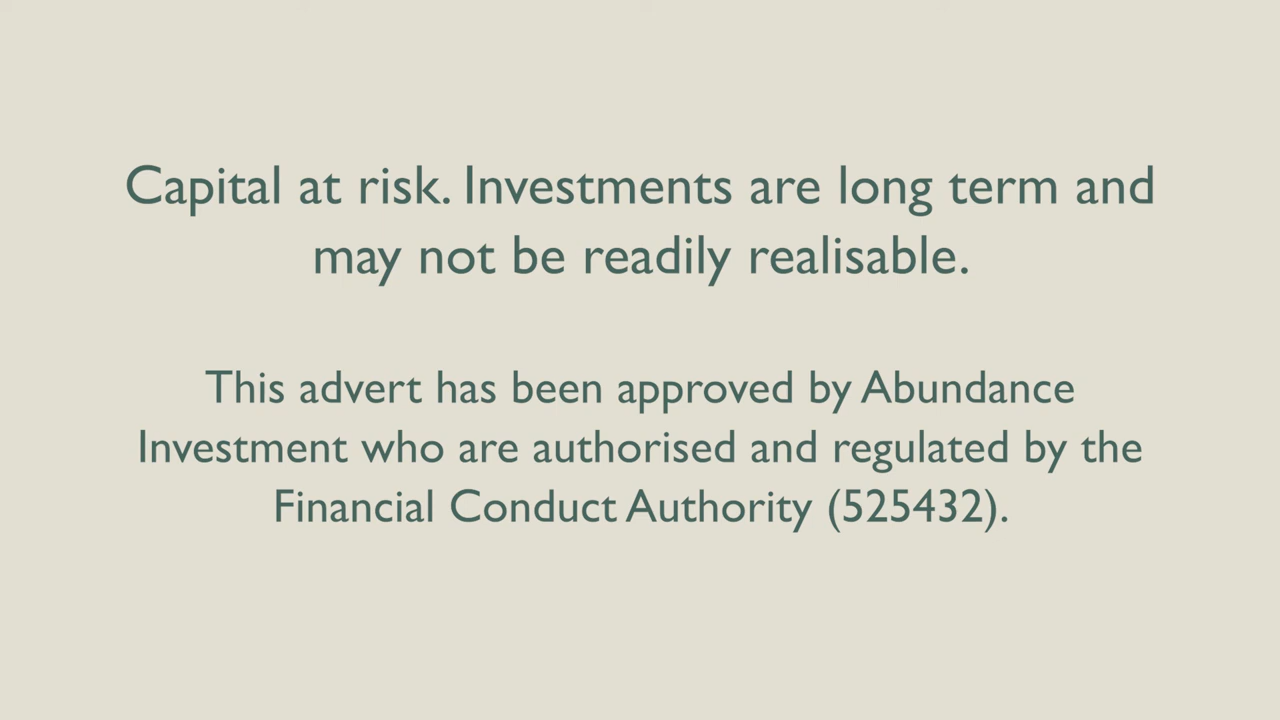 Capital at risk. Investments are long term and
may not be readily realisable.
This advert has been approved by Abundance
Investment who are authorised and regulated by the
Financial Conduct Authority (525432).